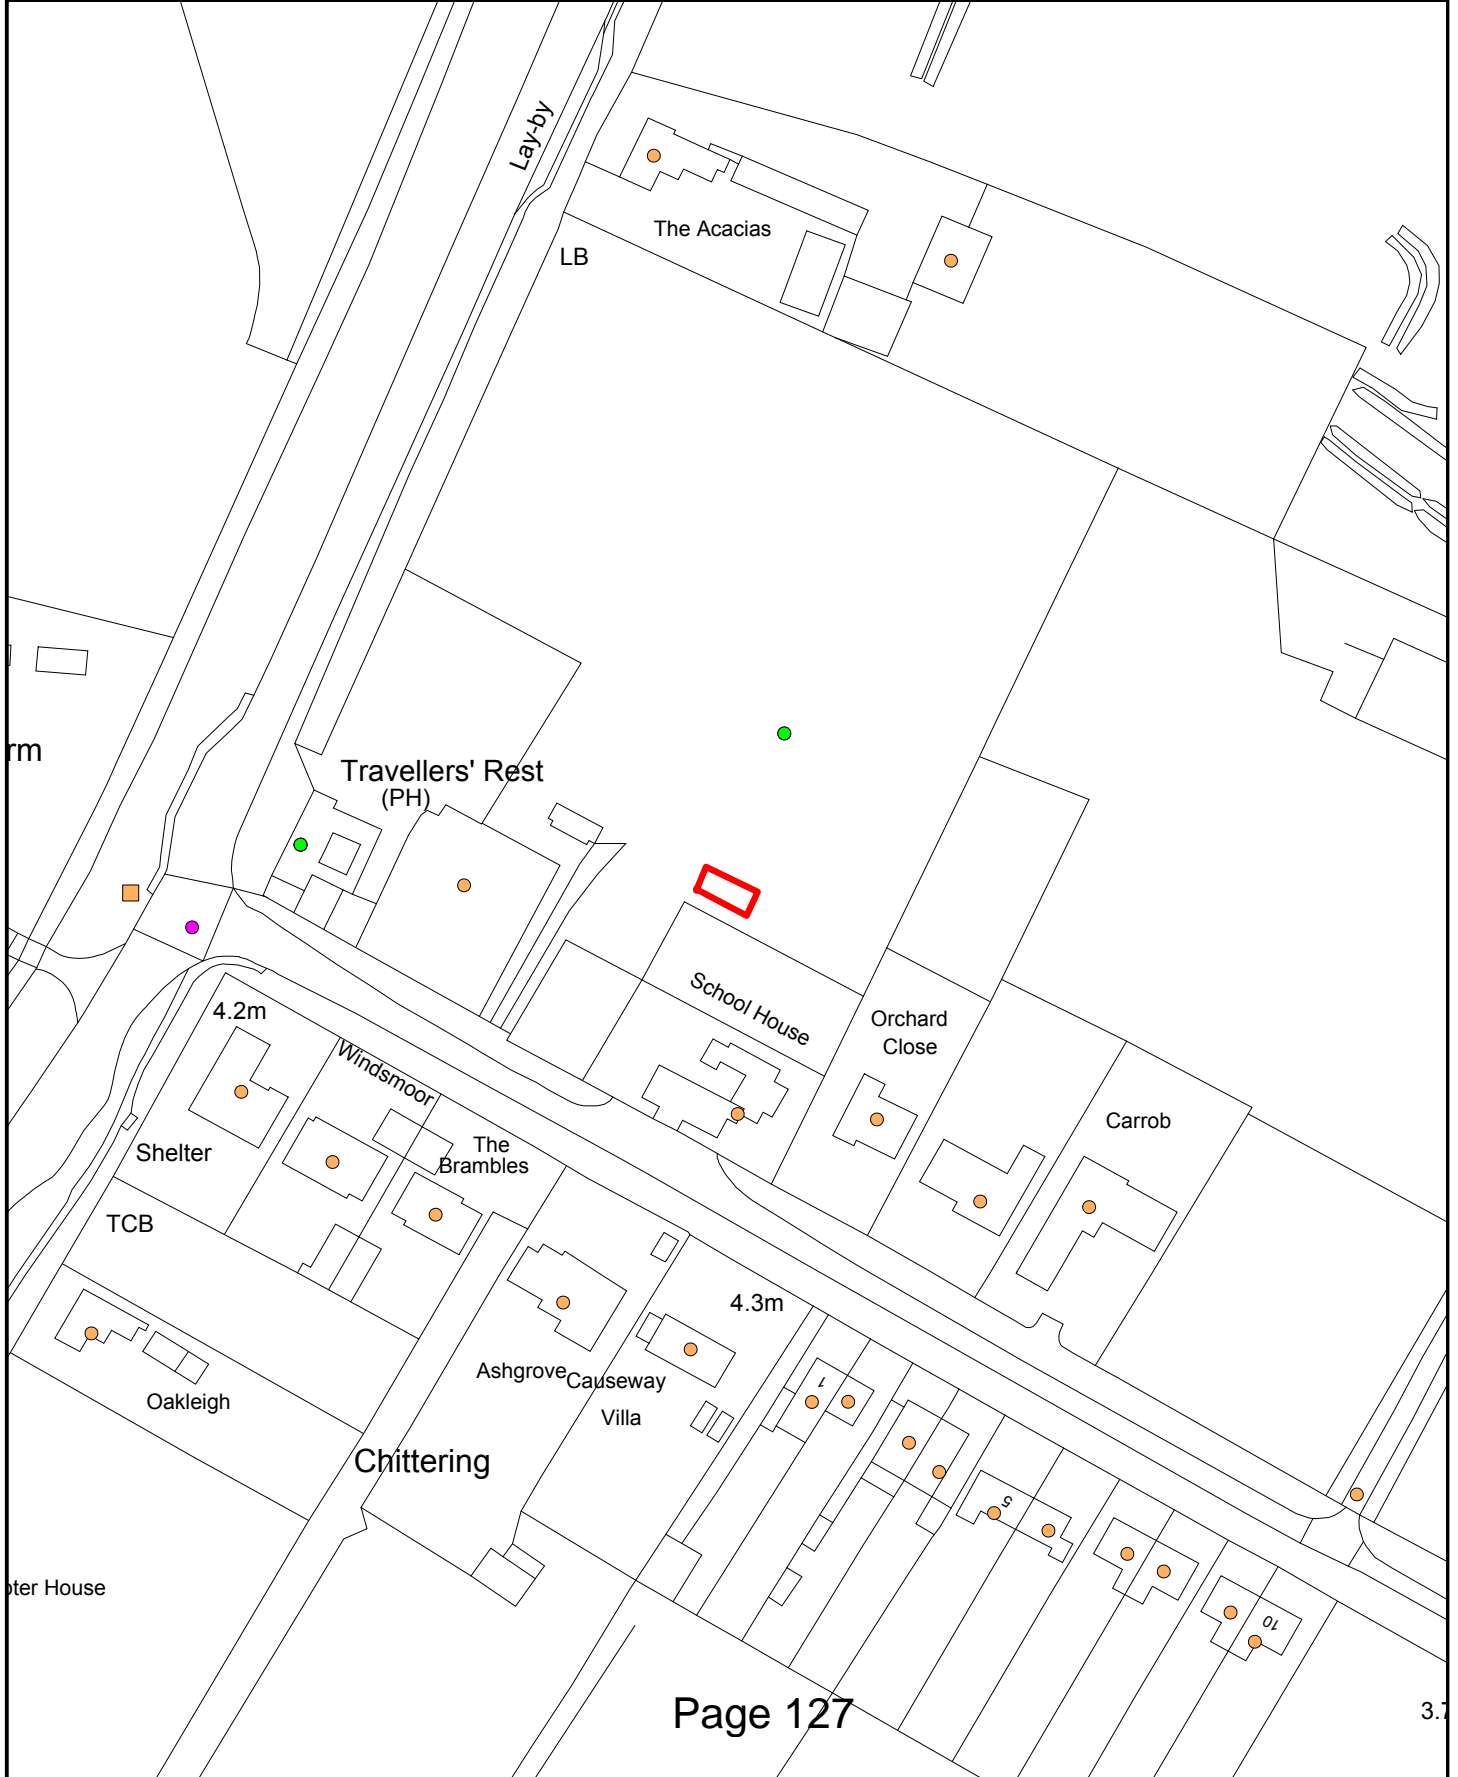 Lay-by
The Acacias
LB
rm
Travellers' Rest
(PH)
School House
4.2m
Orchard
Close
Windsmoor
Carrob
The
Brambles
Shelter
TCB
4.3m
Ashgrove
Causeway
Villa
1
Oakleigh
Chittering
5
oter House
10
Page 127
3.7